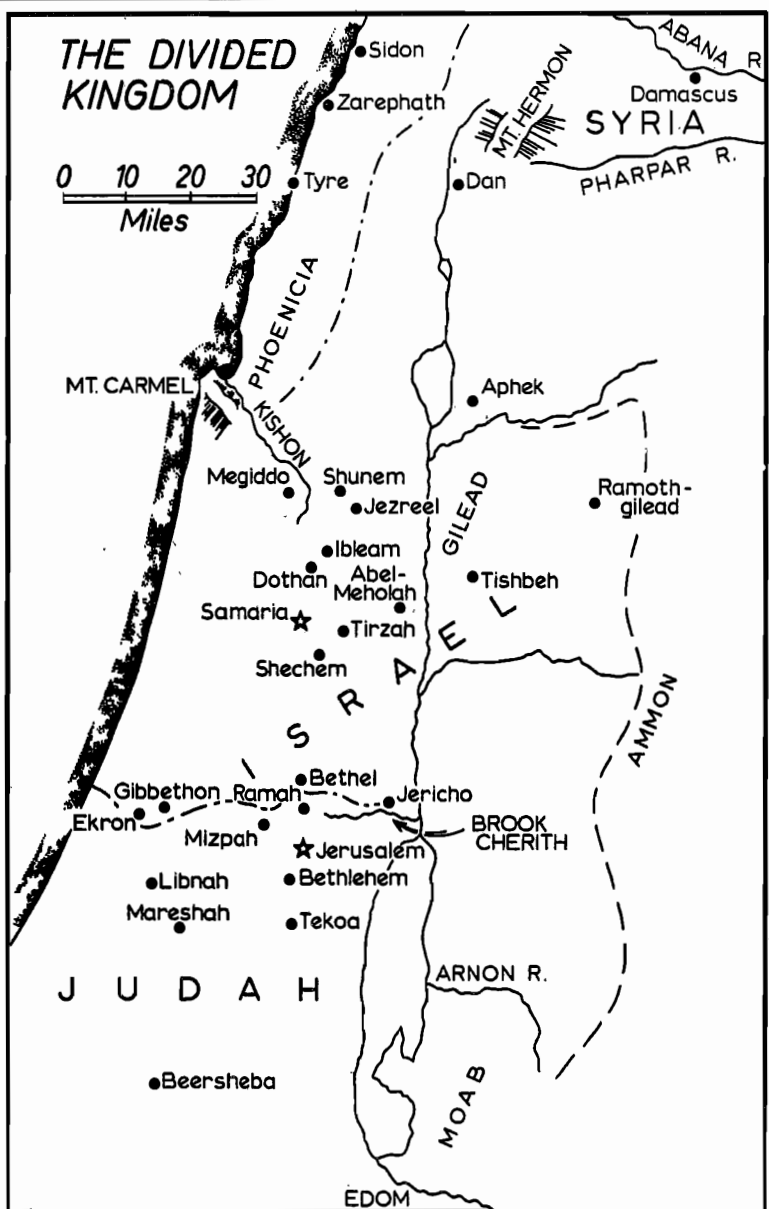 THE DIVIDED
KINGDOM
Sidon
ABANA R
Zarephath
MT. HERMON
Damascus
SYRIA
0 10 20 30
Miles
Tyre
Dan
PHARPAR R.
PHOENICIA
MT. CARMEL
Aphek
KISHON
Megiddo
Shunem
Jezreel
GILEAD
Ramoth-
gilead
Ibleam
Dothan
Abel-
Meholah
Tishbeh
Samaria
Tirzah
Shechem
I S R A E L
AMMON
Bethel
Gibbethon
Ramah
Jericho
Ekron
Mizpah
BROOK
CHERITH
Jerusalem
Libnah
Bethlehem
Mareshah
Tekoa
J U D A H
ARNON R.
Beersheba
MOAB
EDOM